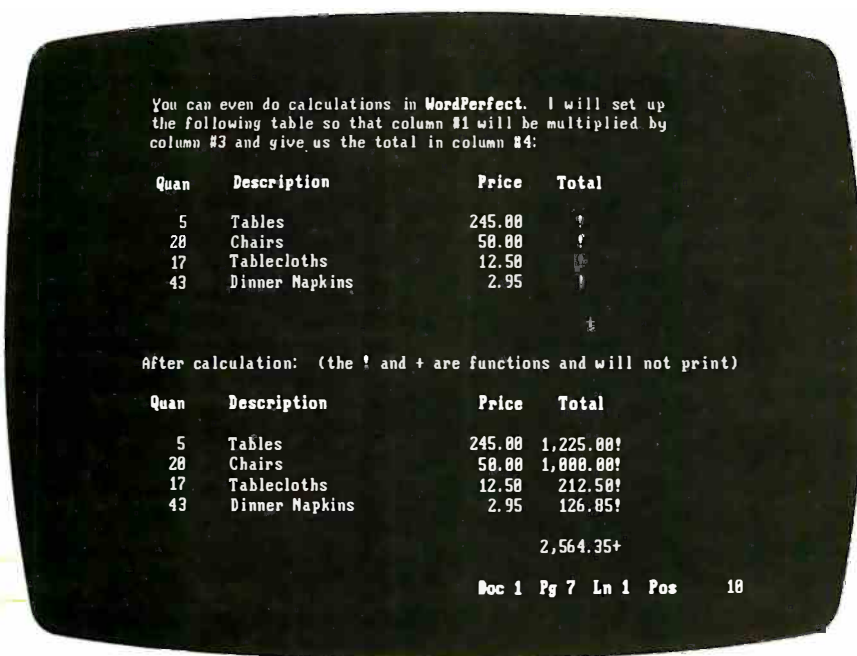 You can even do calculations in WordPerfect. I will set up
the following table so that column #1 will be multiplied by
column #3 and give us the total in column #4:
Quan Description Price Total
5 Tables 245.00 !
20 Chairs 50.00 !
17 Tablecloths 12.50 !
43 Dinner Napkins 2.95 !
+
After calculation: (the ! and + are functions and will not print)
Quan Description Price Total
5 Tables 245.00 1,225.00!
20 Chairs 50.00 1,000.00!
17 Tablecloths 12.50 212.50!
43 Dinner Napkins 2.95 126.85!
2,564.35+
Doc 1 Pg 7 Ln 1 Pos 10